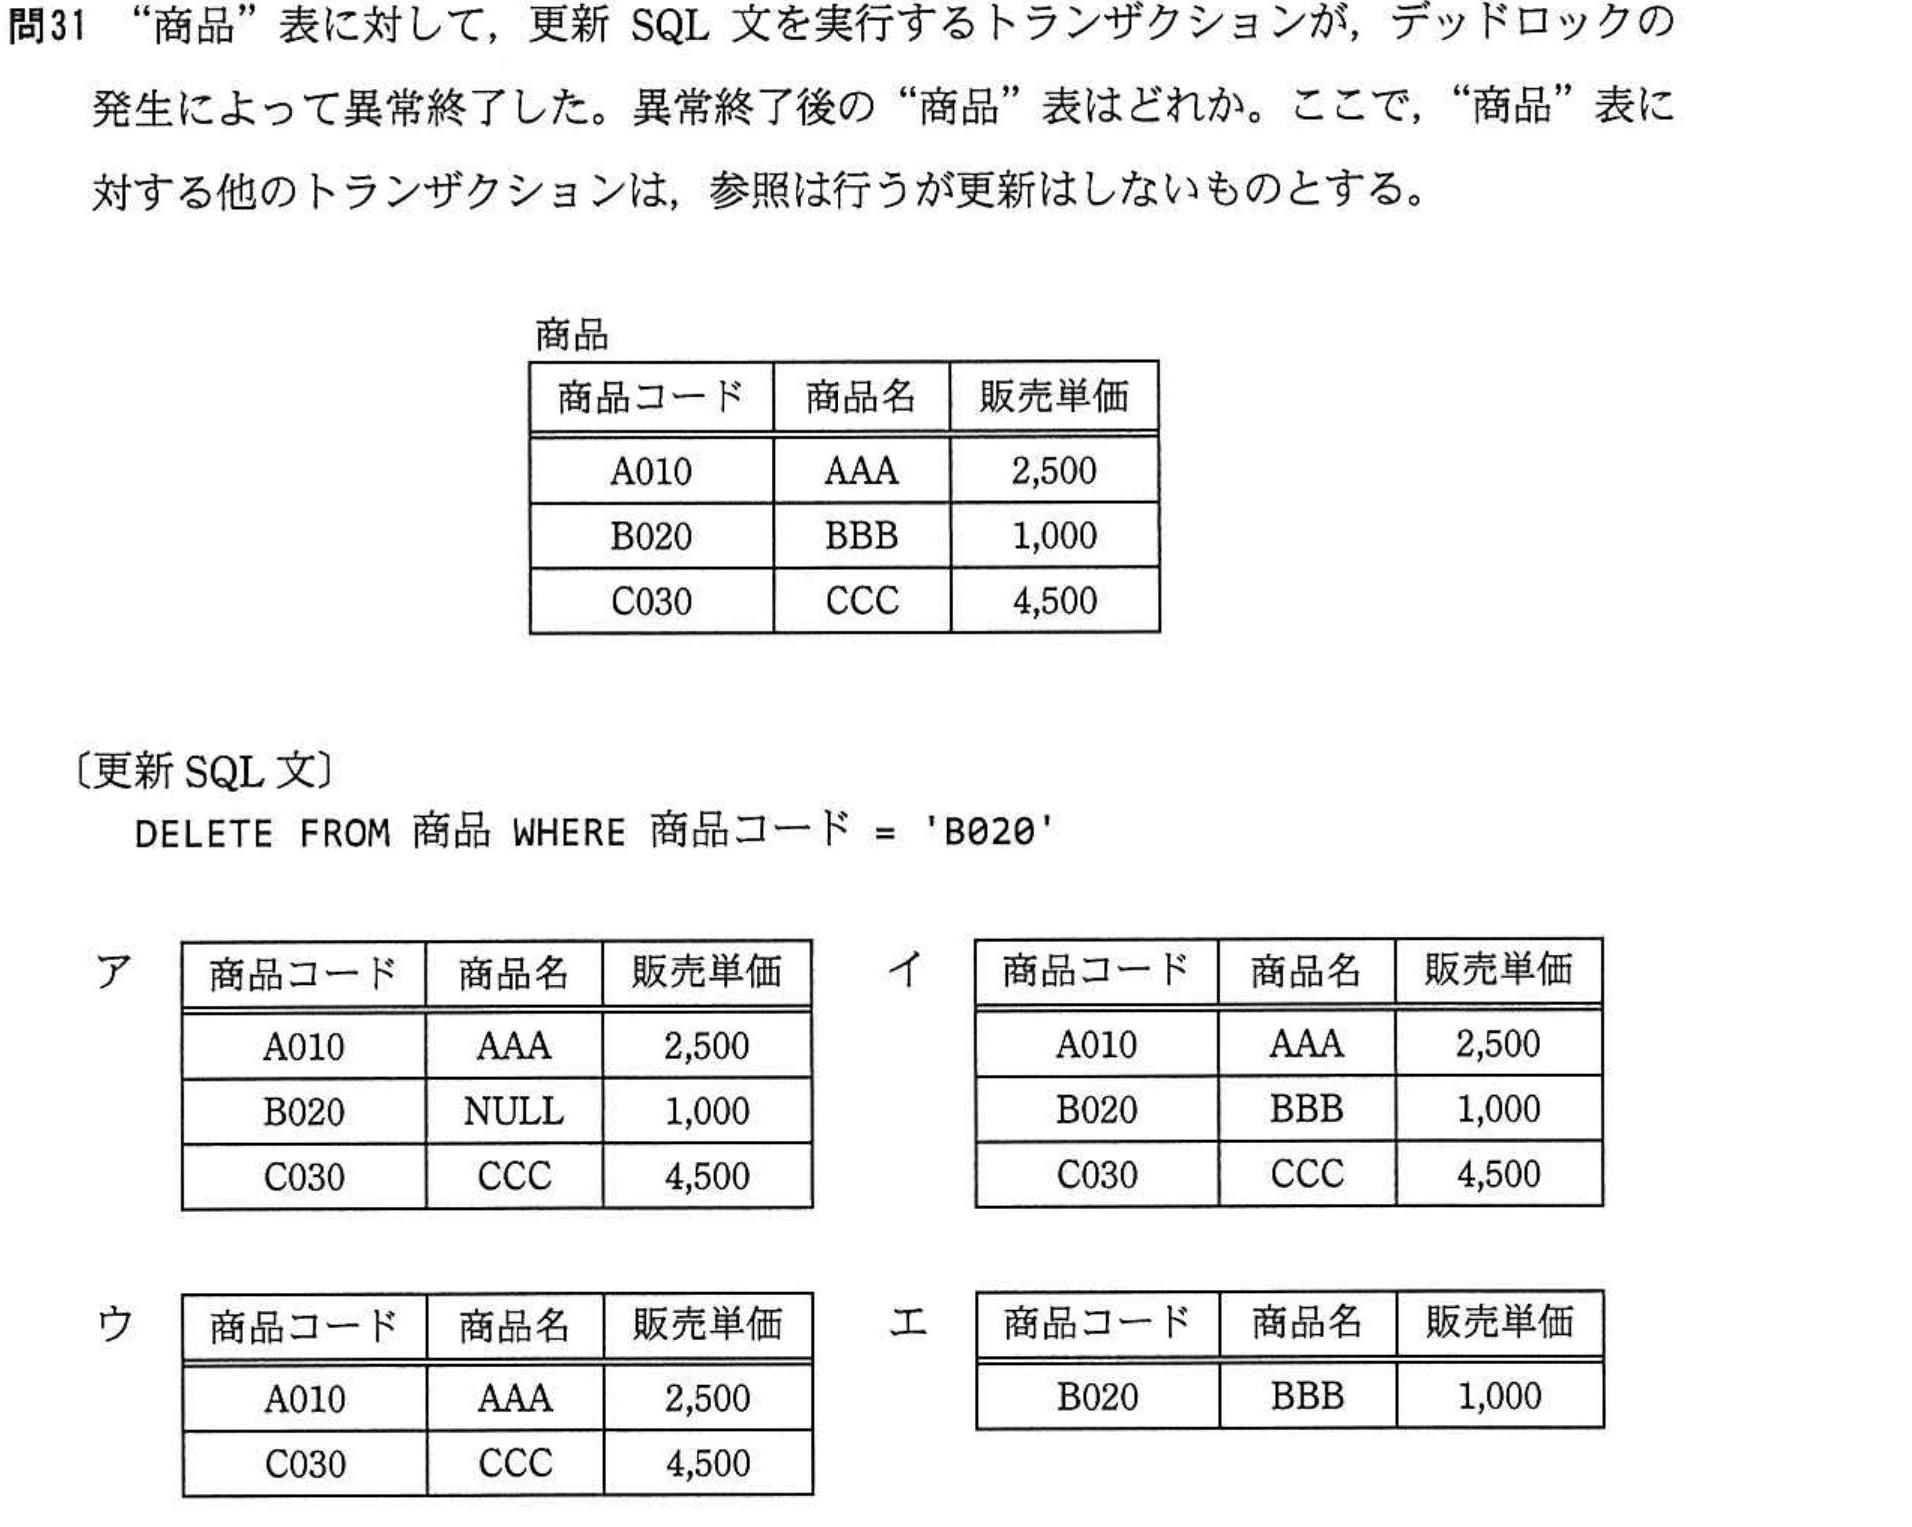 問31 “商品” 表に対して，更新 SQL 文を実行するトランザクションが，デッドロックの
発生によって異常終了した。異常終了後の “商品” 表はどれか。ここで，“商品” 表に
対する他のトランザクションは，参照は行うが更新はしないものとする。
商品
商品コード 商品名 販売単価
A010 AAA 2,500
B020 BBB 1,000
C030 CCC 4,500
〔更新 SQL 文〕
DELETE FROM 商品 WHERE 商品コード = 'B020'
ア
商品コード 商品名 販売単価
A010 AAA 2,500
B020 NULL 1,000
C030 CCC 4,500
イ
商品コード 商品名 販売単価
A010 AAA 2,500
B020 BBB 1,000
C030 CCC 4,500
ウ
商品コード 商品名 販売単価
A010 AAA 2,500
C030 CCC 4,500
エ
商品コード 商品名 販売単価
B020 BBB 1,000